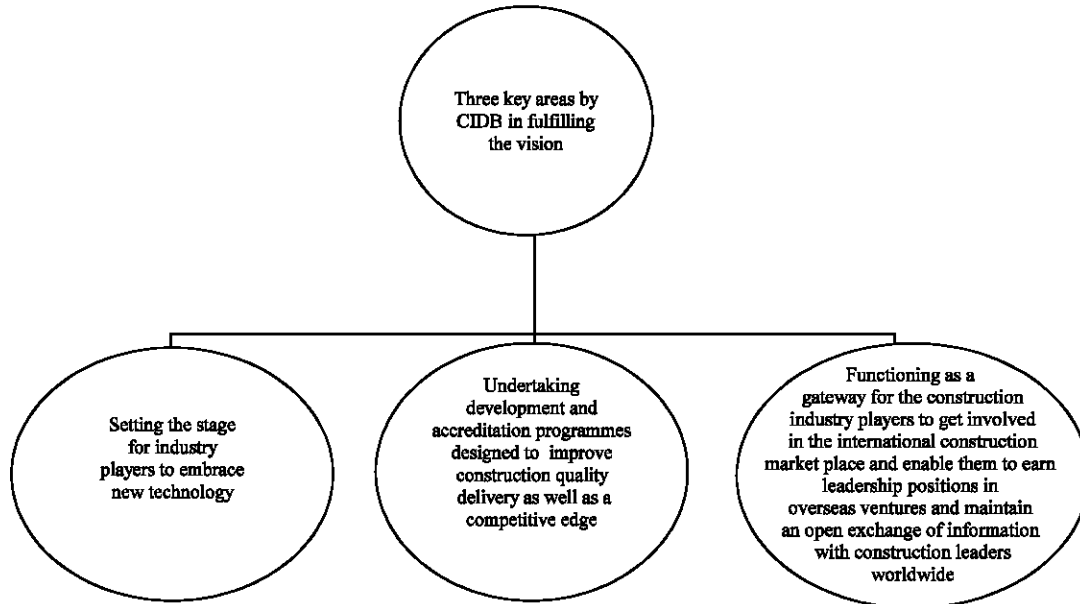 Three key areas by
CIDB in fulfilling
the vision
Setting the stage
for industry
players to embrace
new technology
Undertaking
development and
accreditation programmes
designed to improve
construction quality
delivery as well as a
competitive edge
Functioning as a
gateway for the construction
industry players to get involved
in the international construction
market place and enable them to earn
leadership positions in
overseas ventures and maintain
an open exchange of information
with construction leaders
worldwide